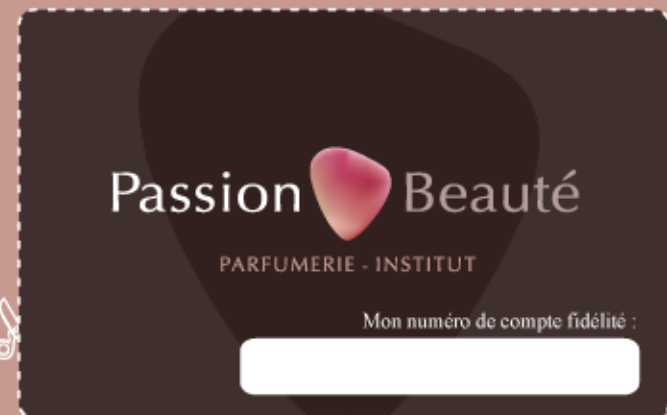 Passion Beauté
PARFUMERIE - INSTITUT
Mon numéro de compte fidélité :